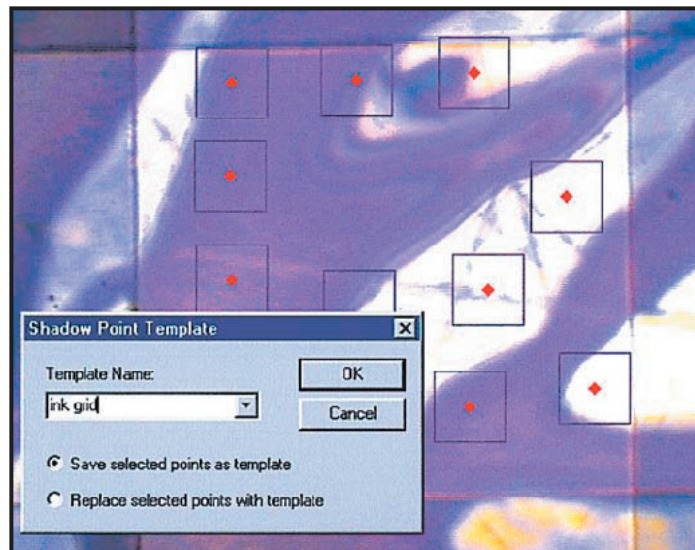 Shadow Point Template
Template Name:
ink grid
OK
Cancel
Save selected points as template
Replace selected points with template